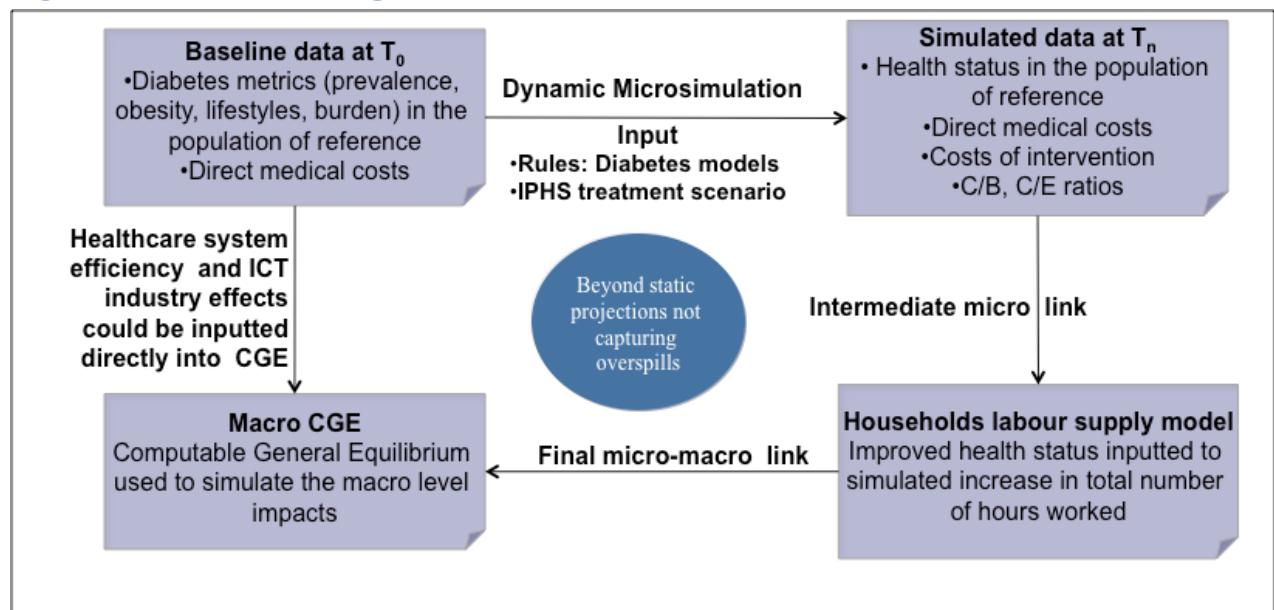 Baseline data at T0
•Diabetes metrics (prevalence,
obesity, lifestyles, burden) in the
population of reference
•Direct medical costs
Dynamic Microsimulation
Input
•Rules: Diabetes models
•IPHS treatment scenario
Simulated data at Tn
• Health status in the population
of reference
•Direct medical costs
•Costs of intervention
•C/B, C/E ratios
Healthcare system
efficiency and ICT
industry effects
could be inputted
directly into CGE
Beyond static
projections not
capturing
overspills
Intermediate micro link
Macro CGE
Computable General Equilibrium
used to simulate the macro level
impacts
Final micro-macro link
Households labour supply model
Improved health status inputted to
simulated increase in total number
of hours worked